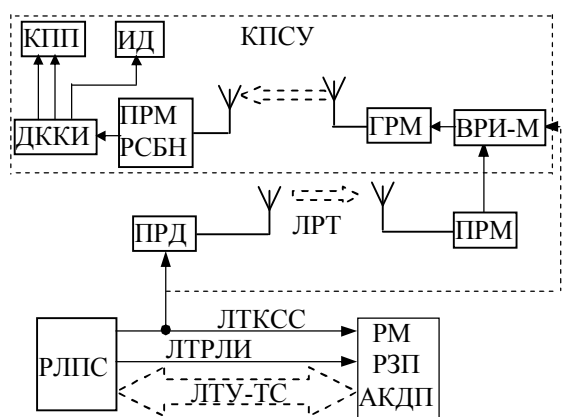 КПП
ИД
КПСУ
ДККИ
ПРМ
РСБН
ГРМ
ВРИ-М
ПРД
ЛРТ
ПРМ
РЛПС
ЛТКСС
ЛТРЛИ
ЛТУ-ТС
РМ
РЗП
АКДП